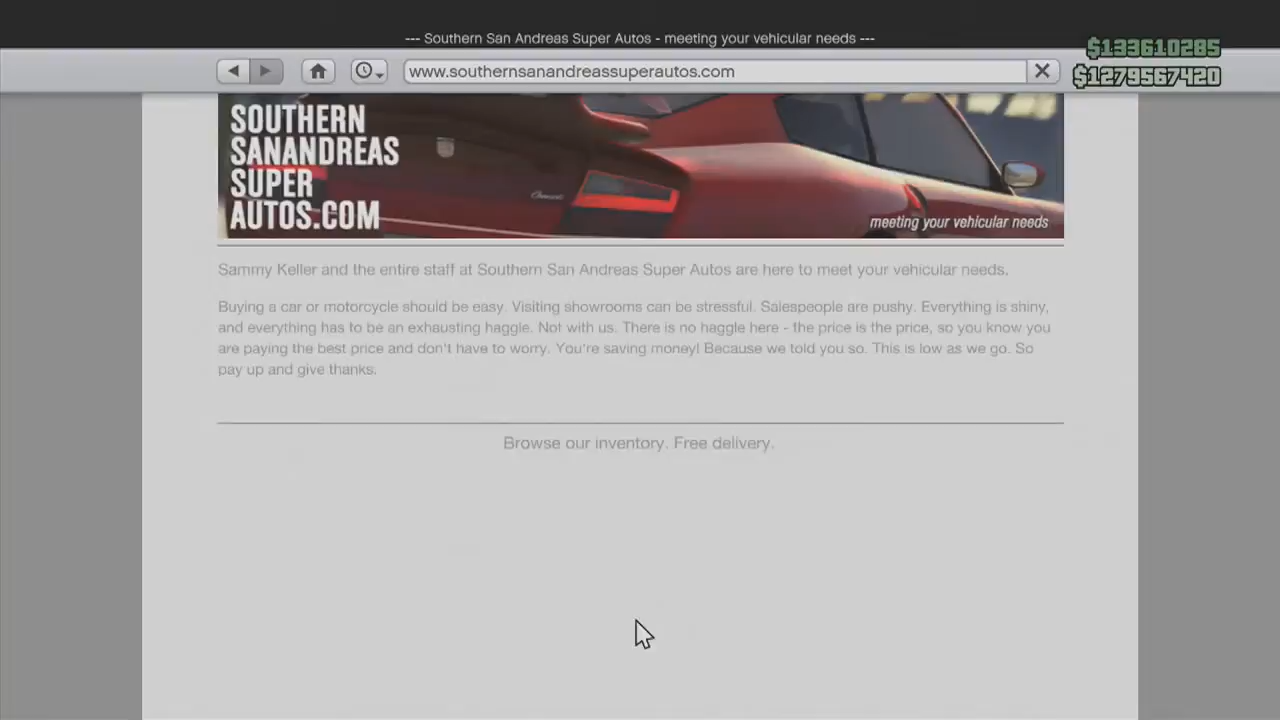 --- Southern San Andreas Super Autos - meeting your vehicular needs ---
$133610285
www.southernsanandreassuperautos.com
$1279567420
SOUTHERN
SANANDREAS
SUPER
AUTOS.COM
meeting your vehicular needs
Sammy Keller and the entire staff at Southern San Andreas Super Autos are here to meet your vehicular needs.
Buying a car or motorcycle should be easy. Visiting showrooms can be stressful. Salespeople are pushy. Everything is shiny,
and everything has to be an exhausting haggle. Not with us. There is no haggle here - the price is the price, so you know you
are paying the best price and don't have to worry. You're saving money! Because we told you so. This is low as we go. So
pay up and give thanks.
Browse our inventory. Free delivery.